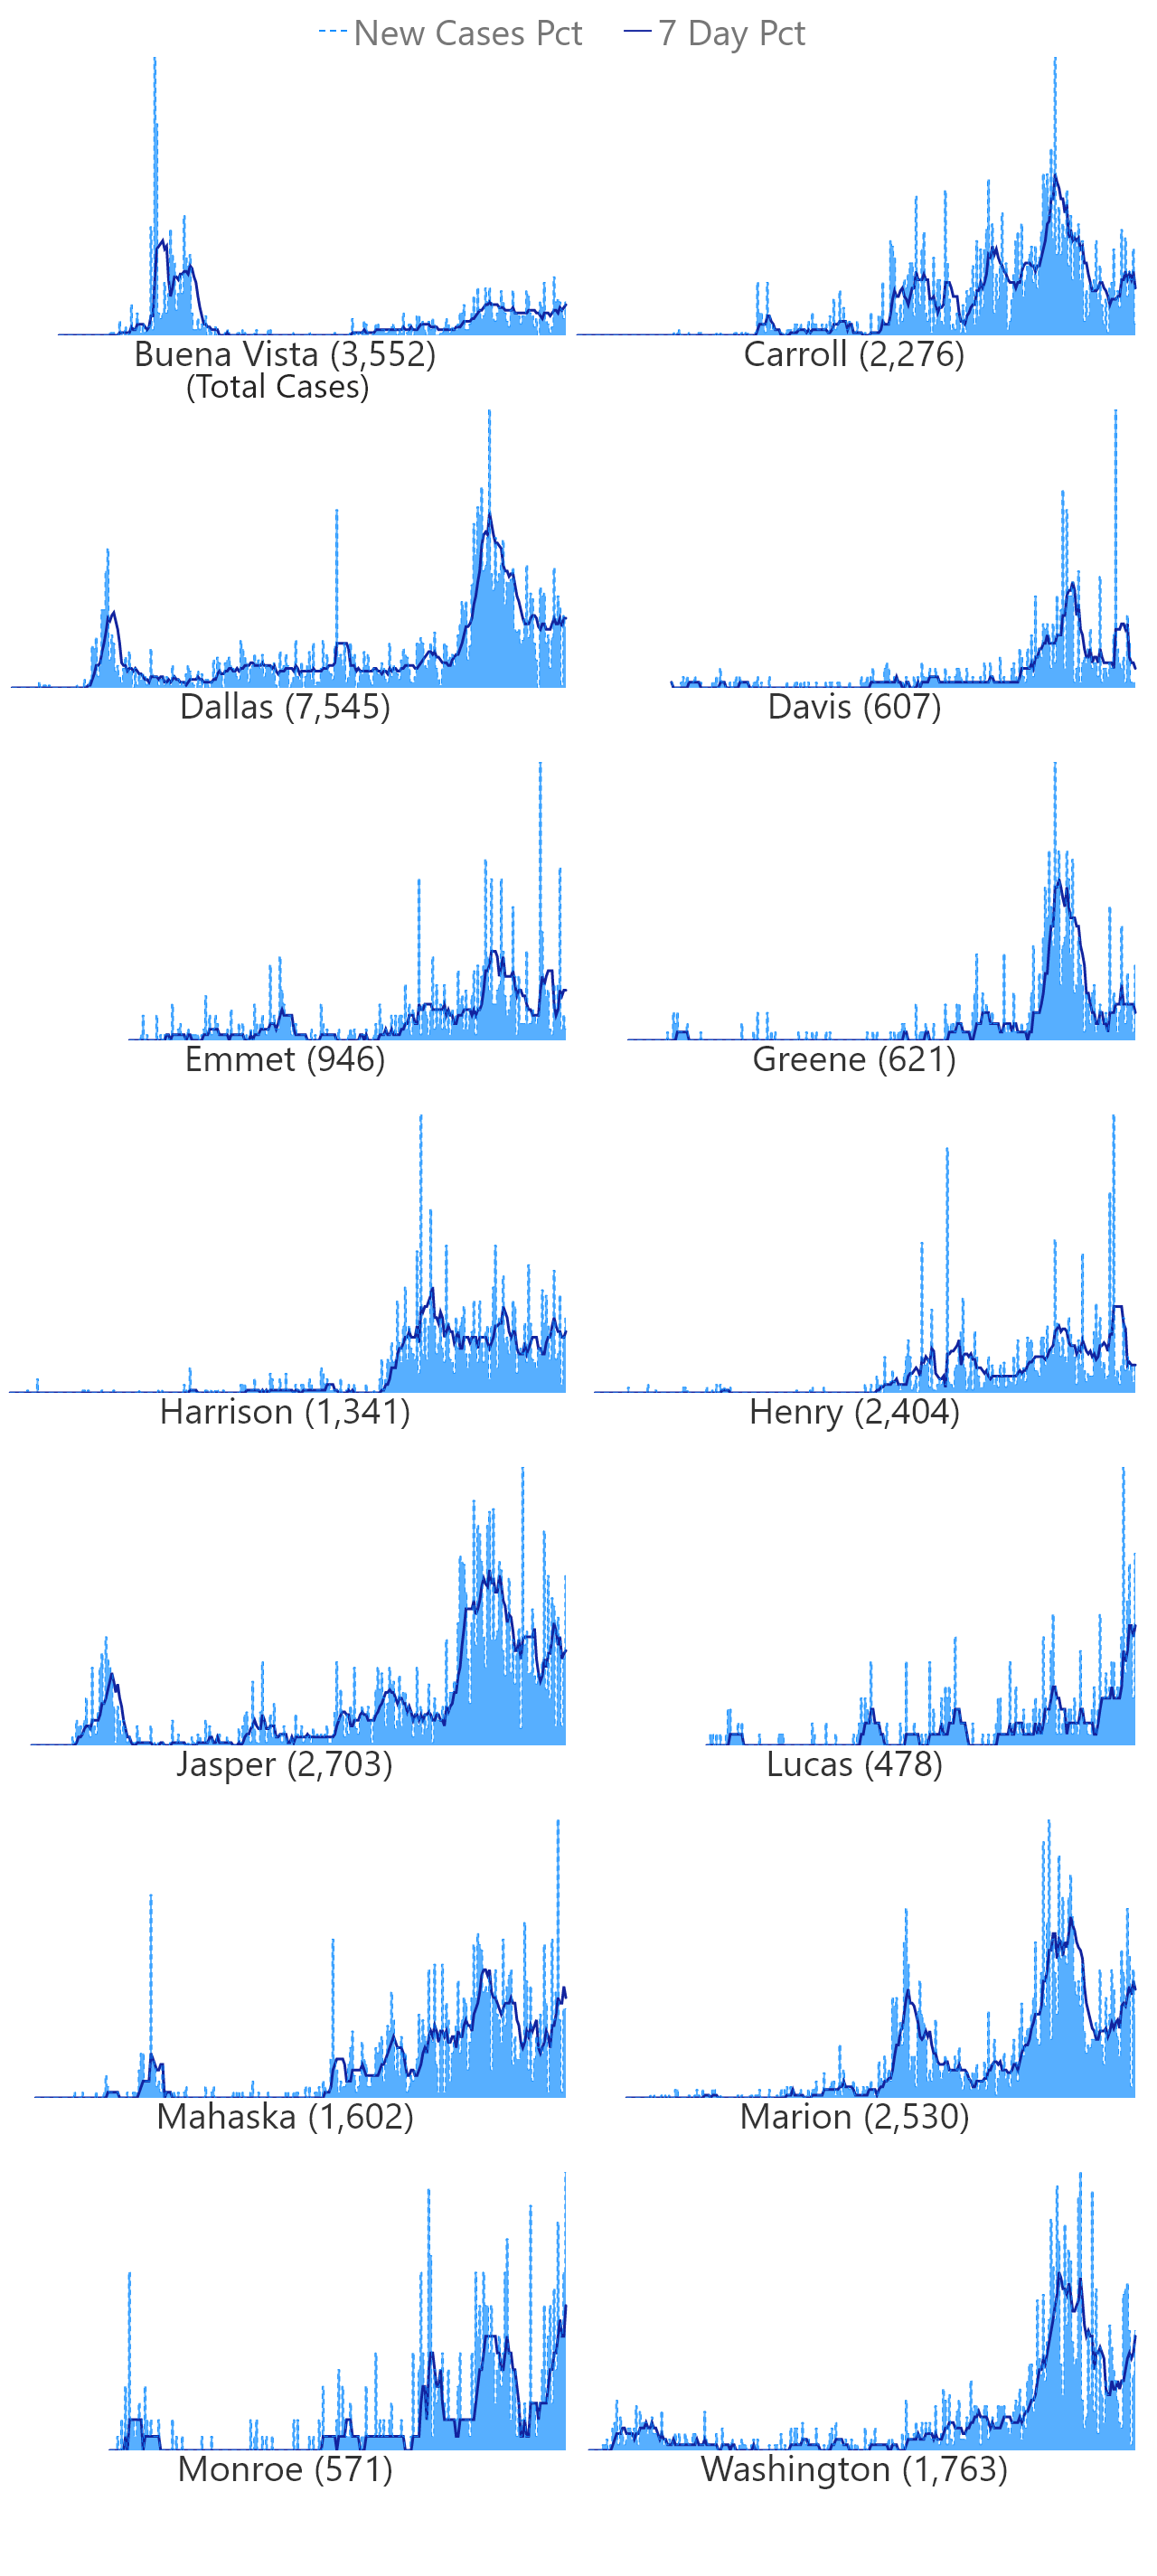 New Cases Pct 7 Day Pct
Buena Vista (3,552) Carroll (2,276)
(Total Cases)
Dallas (7,545) Davis (607)
Emmet (946) Greene (621)
Harrison (1,341) Henry (2,404)
Jasper (2,703) Lucas (478)
Mahaska (1,602) Marion (2,530)
Monroe (571) Washington (1,763)